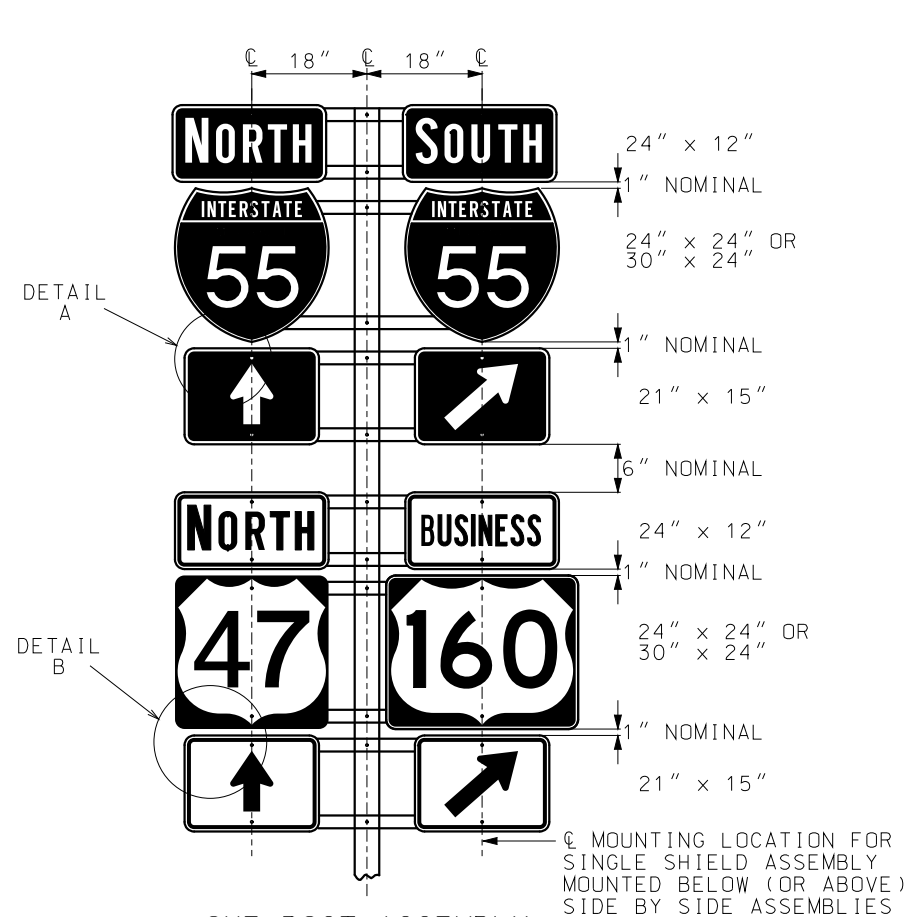 ℄ 18" ℄ 18" ℄
NORTH SOUTH
24" x 12"
1" NOMINAL
INTERSTATE INTERSTATE
55 55
24" x 24" OR
30" x 24"
DETAIL
A
1" NOMINAL
21" x 15"
6" NOMINAL
NORTH BUSINESS
24" x 12"
1" NOMINAL
47 160
24" x 24" OR
30" x 24"
DETAIL
B
1" NOMINAL
21" x 15"
℄ MOUNTING LOCATION FOR
SINGLE SHIELD ASSEMBLY
MOUNTED BELOW (OR ABOVE)
SIDE BY SIDE ASSEMBLIES